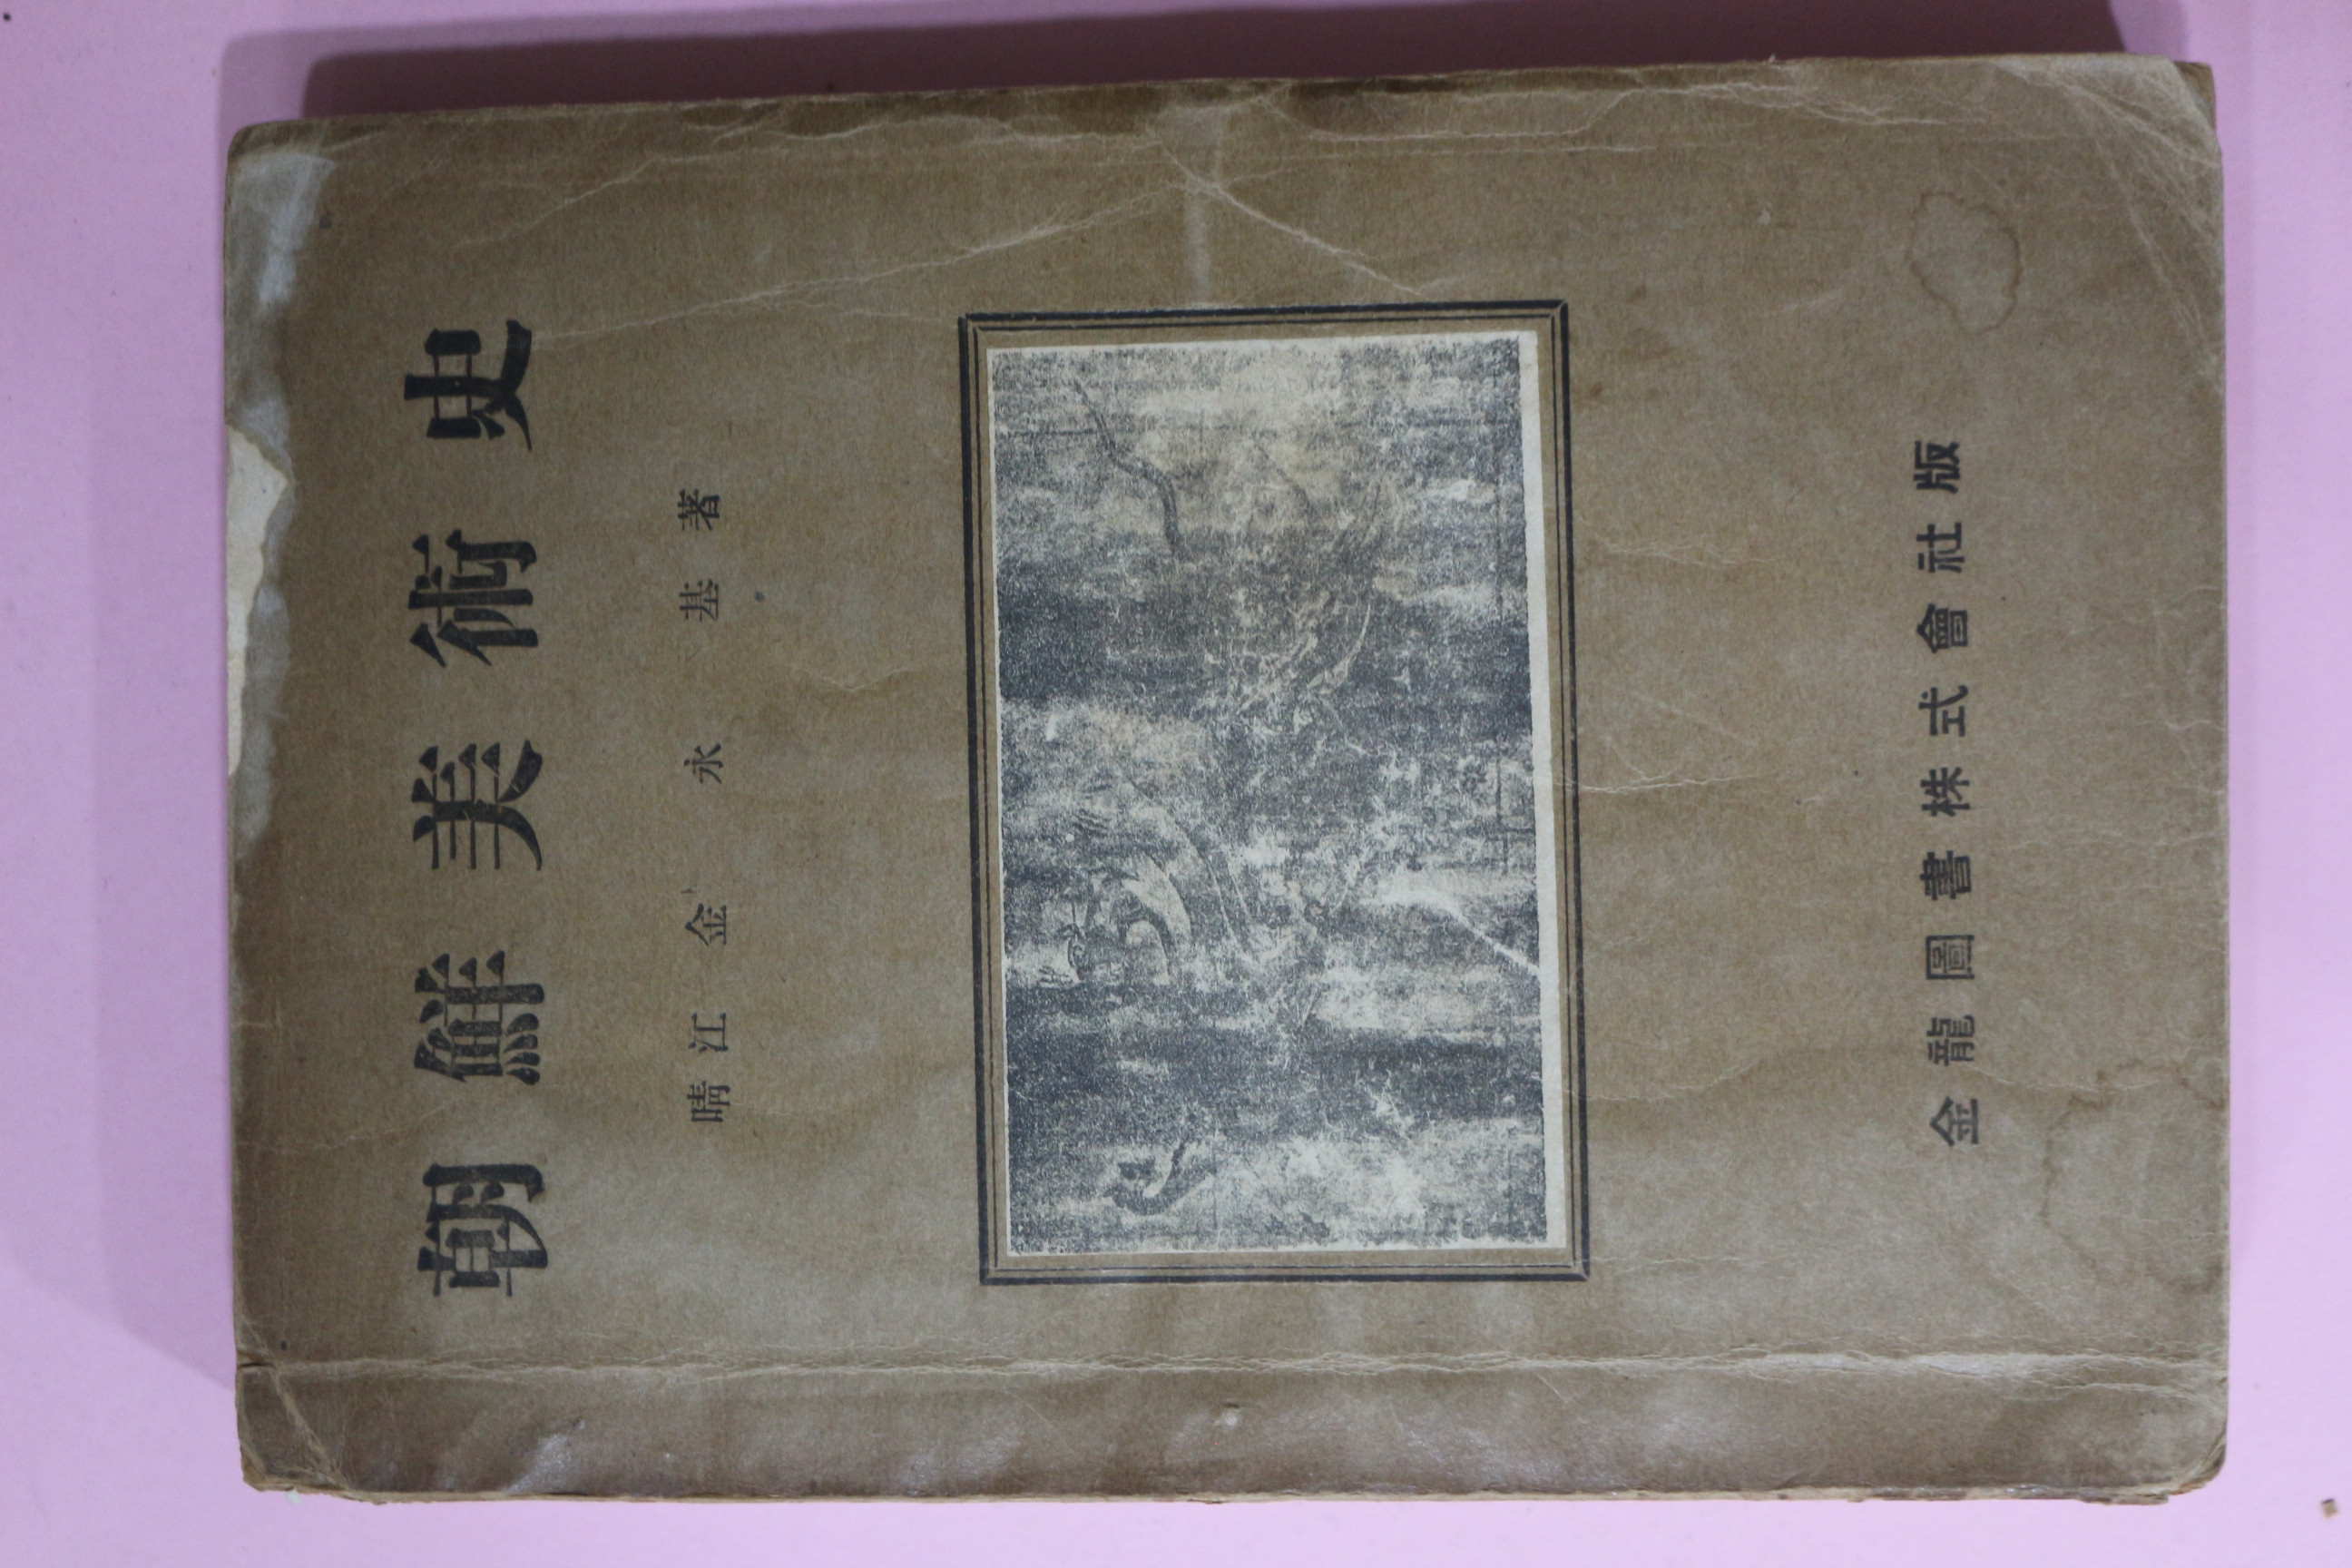 朝鮮美術史
晴江 金永基著
金龍圖書株式會社版